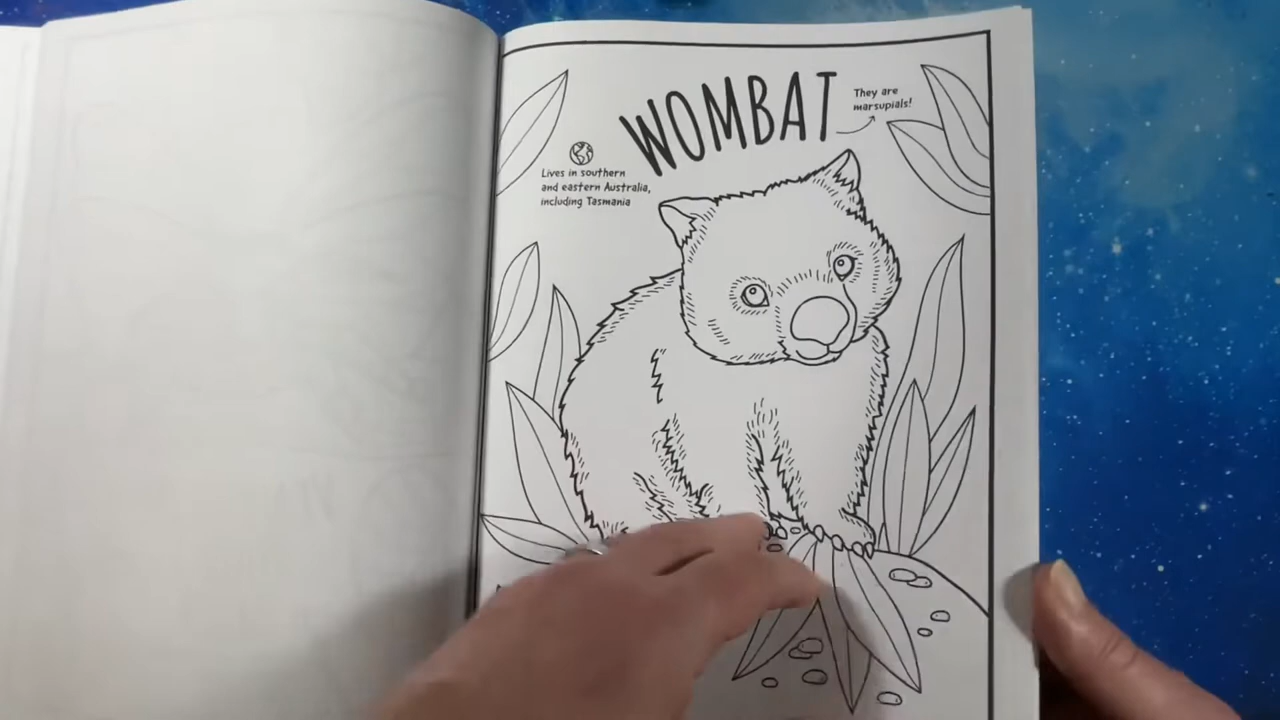 WOMBAT
They are
marsupials!
Lives in southern
and eastern Australia,
including Tasmania